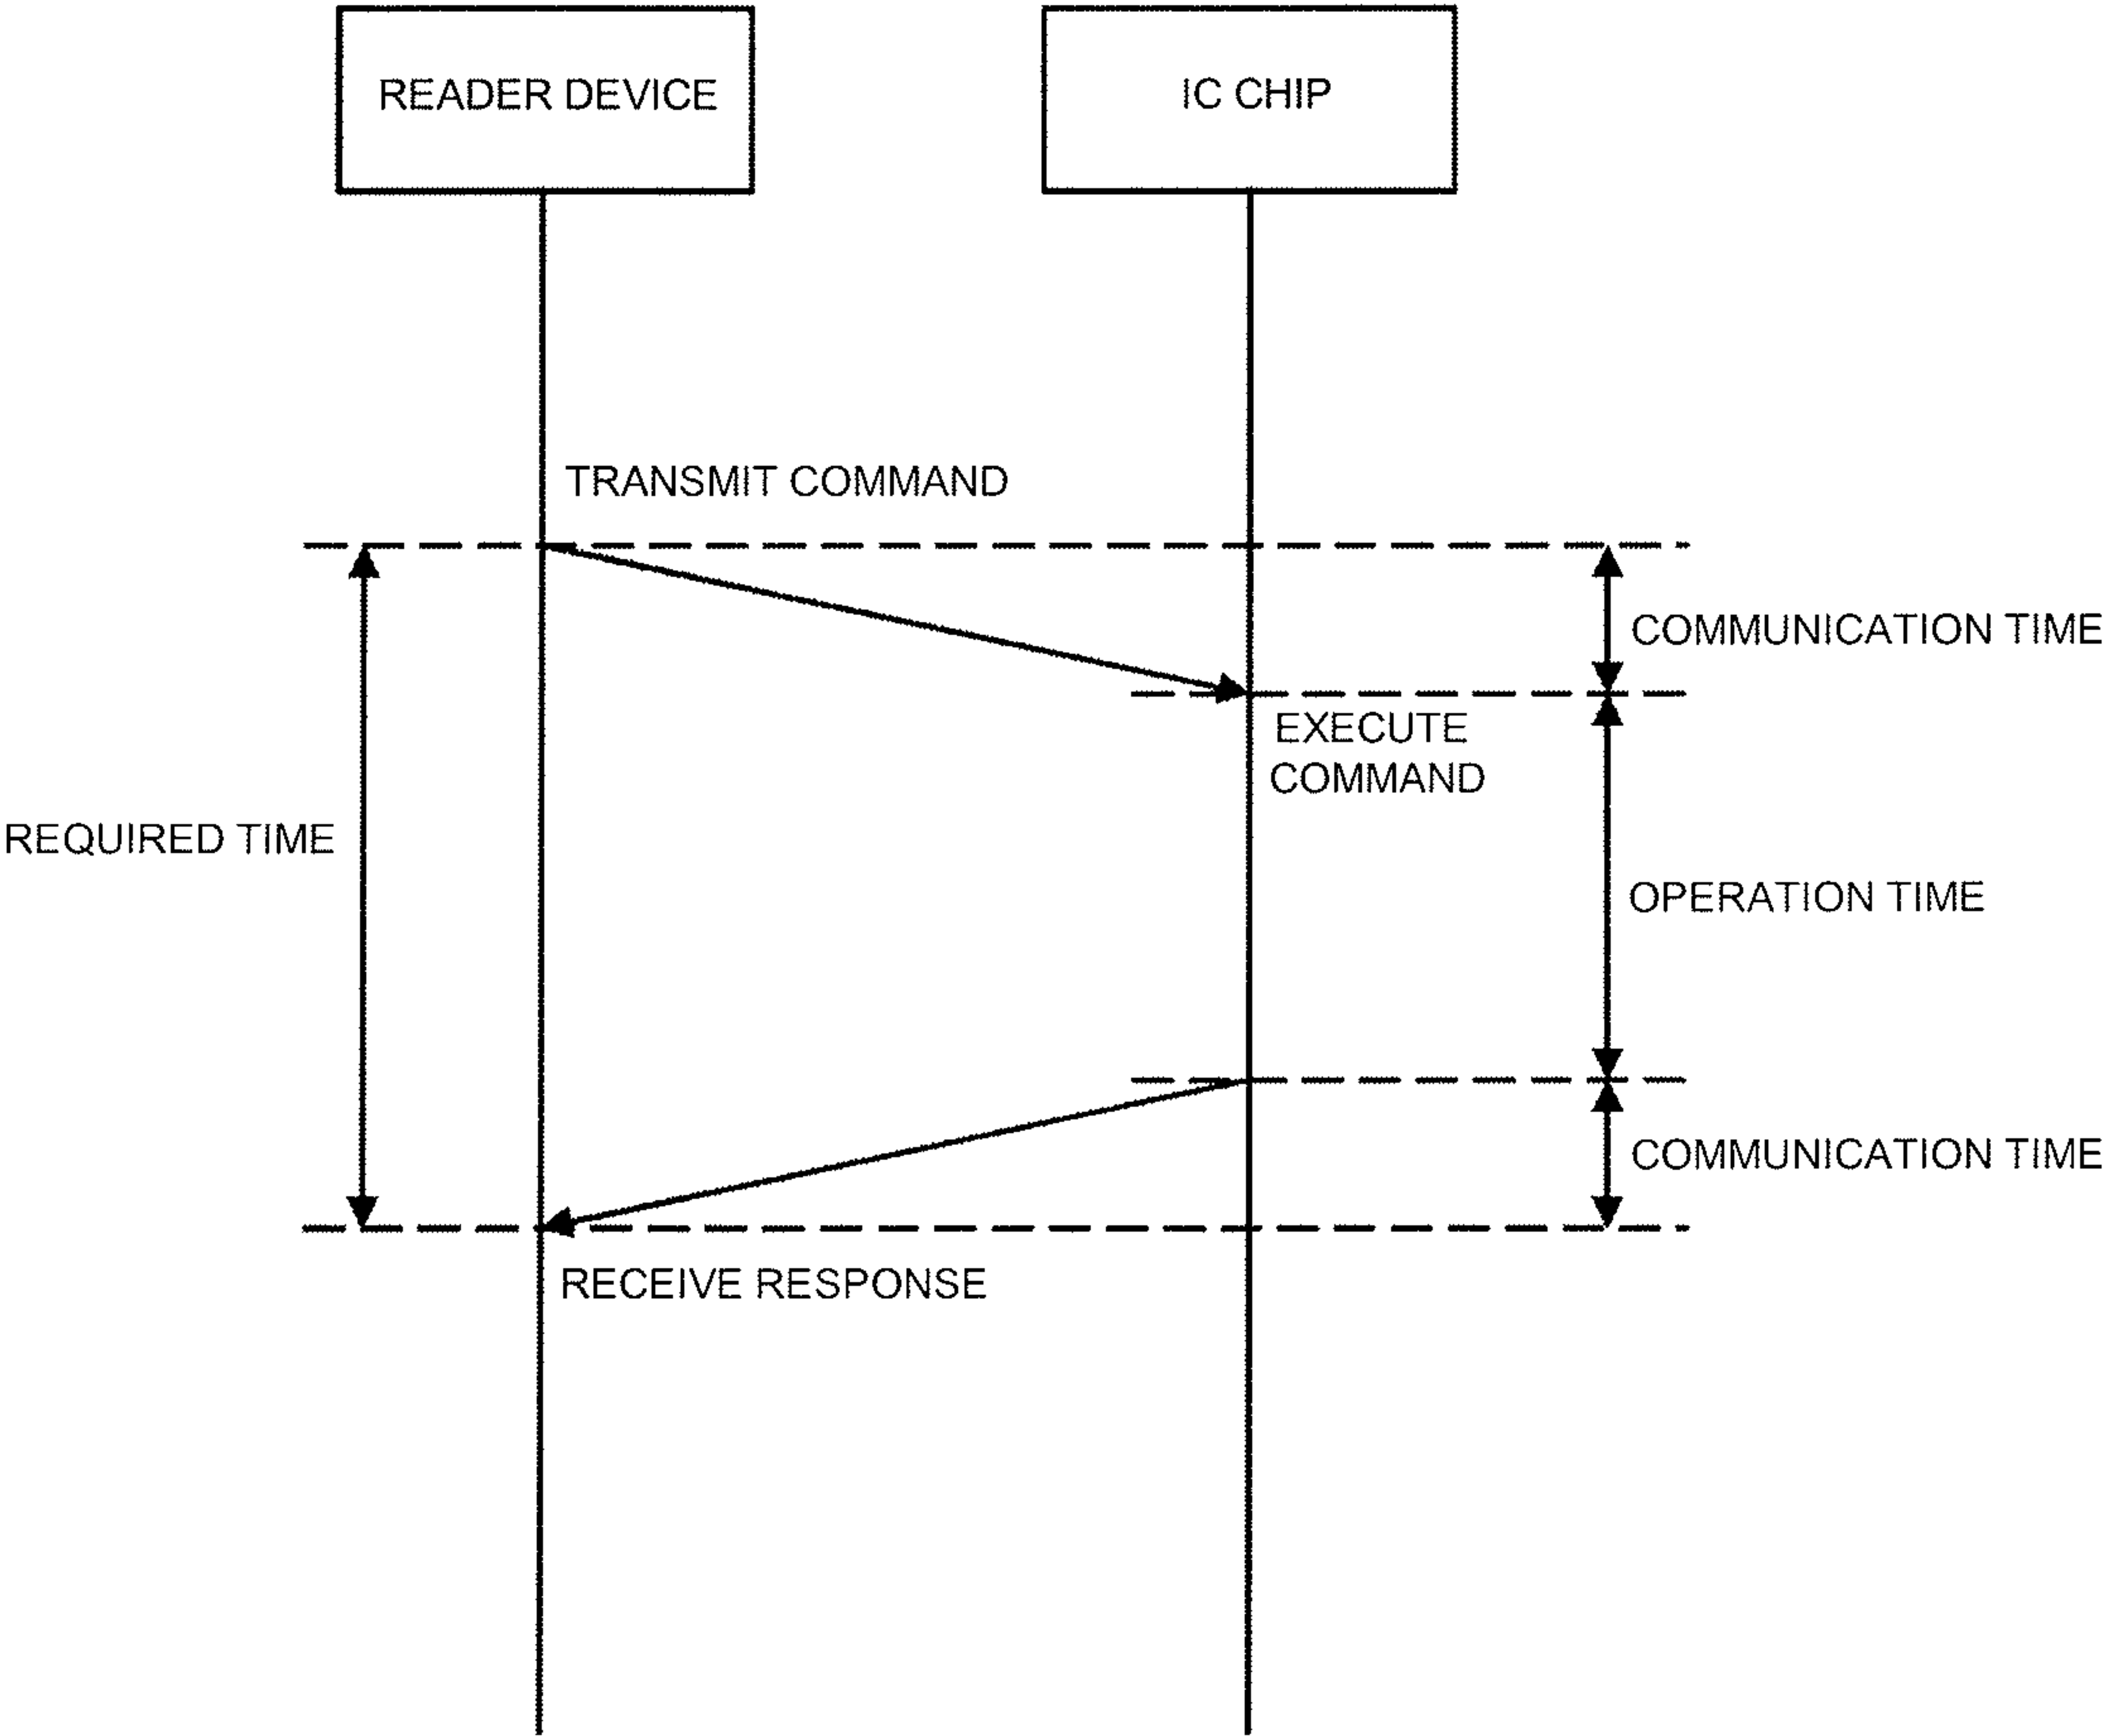 READER DEVICE
IC CHIP
TRANSMIT COMMAND
COMMUNICATION TIME
EXECUTE
COMMAND
REQUIRED TIME
OPERATION TIME
COMMUNICATION TIME
RECEIVE RESPONSE